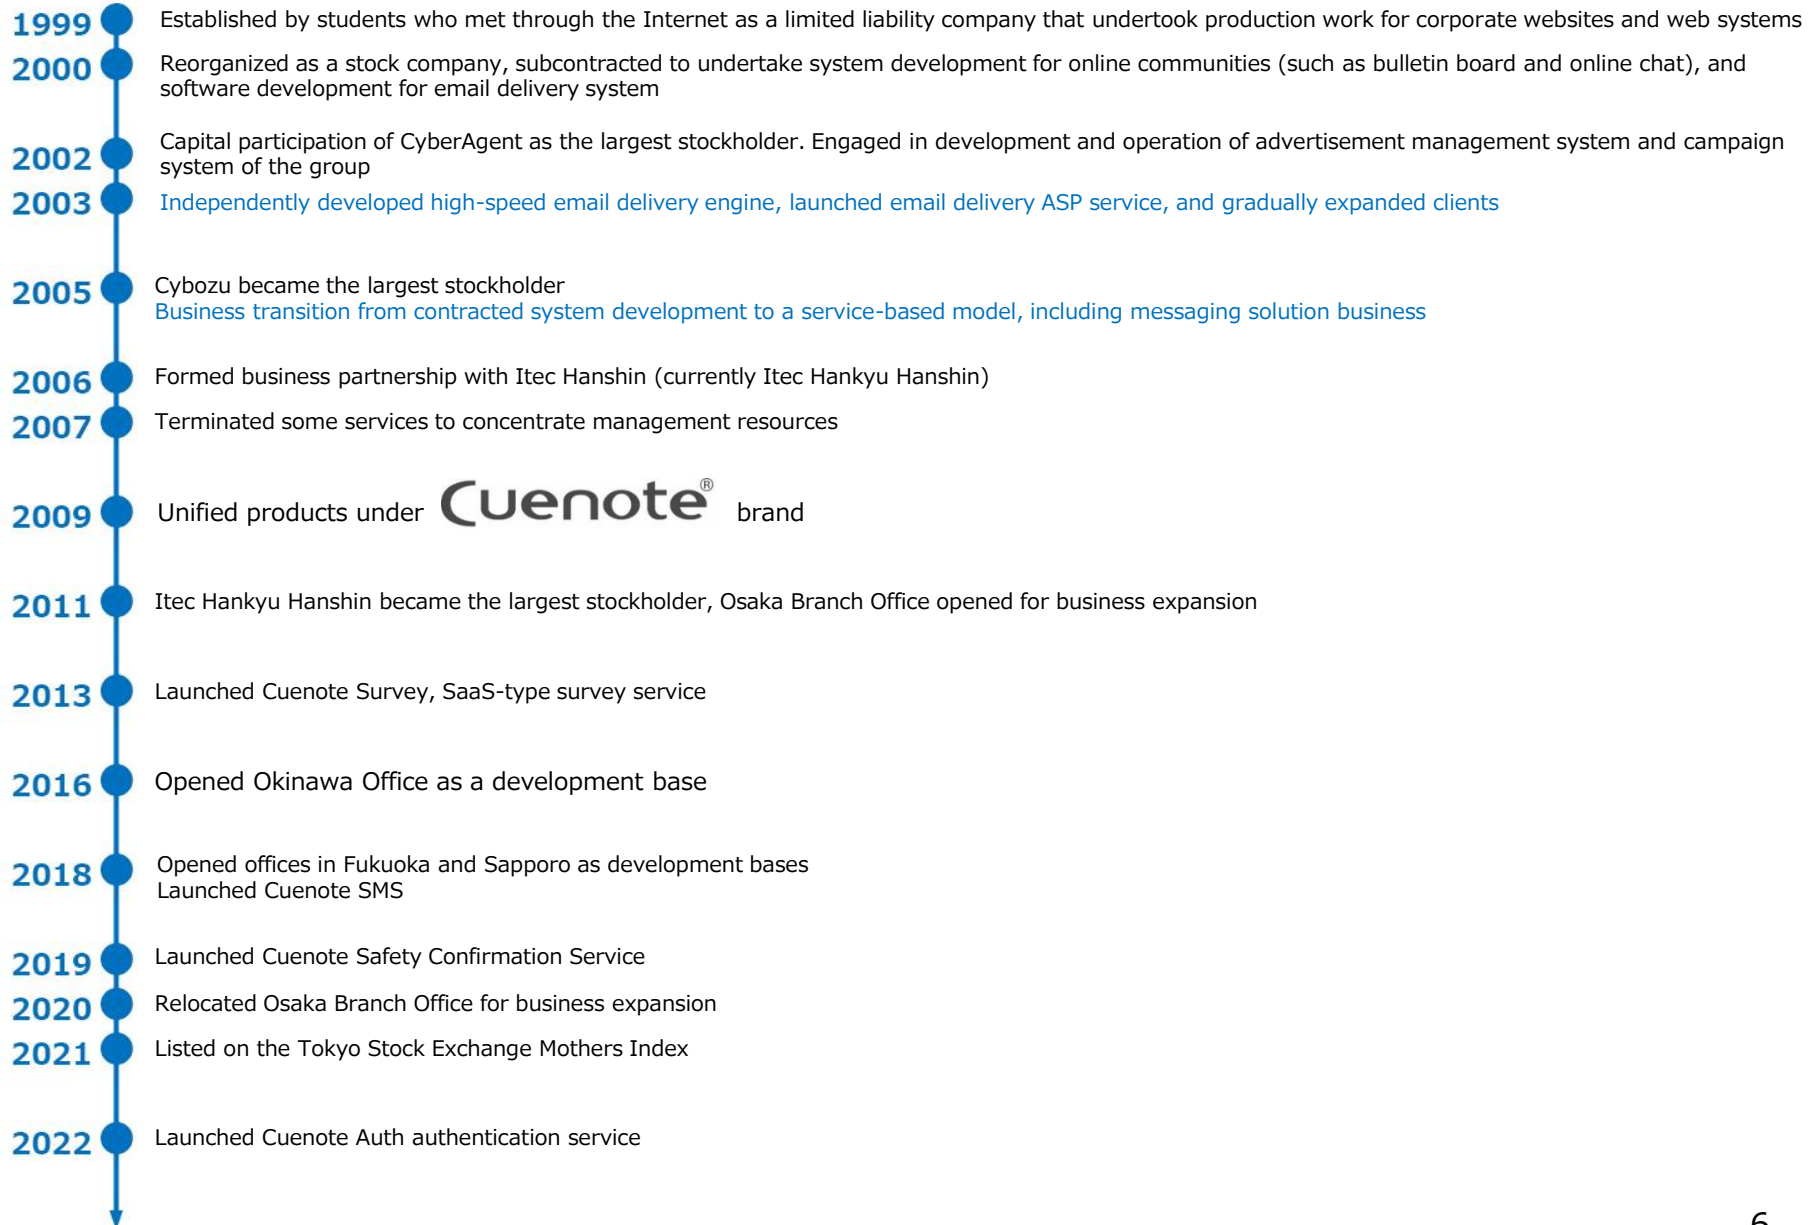 1999 Established by students who met through the Internet as a limited liability company that undertook production work for corporate websites and web systems
2000 Reorganized as a stock company, subcontracted to undertake system development for online communities (such as bulletin board and online chat), and
software development for email delivery system
2002 Capital participation of CyberAgent as the largest stockholder. Engaged in development and operation of advertisement management system and campaign
system of the group
2003 Independently developed high-speed email delivery engine, launched email delivery ASP service, and gradually expanded clients
2005 Cybozu became the largest stockholder
Business transition from contracted system development to a service-based model, including messaging solution business
2006 Formed business partnership with Itec Hanshin (currently Itec Hankyu Hanshin)
2007 Terminated some services to concentrate management resources
2009 Unified products under Cuenote® brand
2011 Itec Hankyu Hanshin became the largest stockholder, Osaka Branch Office opened for business expansion
2013 Launched Cuenote Survey, SaaS-type survey service
2016 Opened Okinawa Office as a development base
2018 Opened offices in Fukuoka and Sapporo as development bases
Launched Cuenote SMS
2019 Launched Cuenote Safety Confirmation Service
2020 Relocated Osaka Branch Office for business expansion
2021 Listed on the Tokyo Stock Exchange Mothers Index
2022 Launched Cuenote Auth authentication service
6